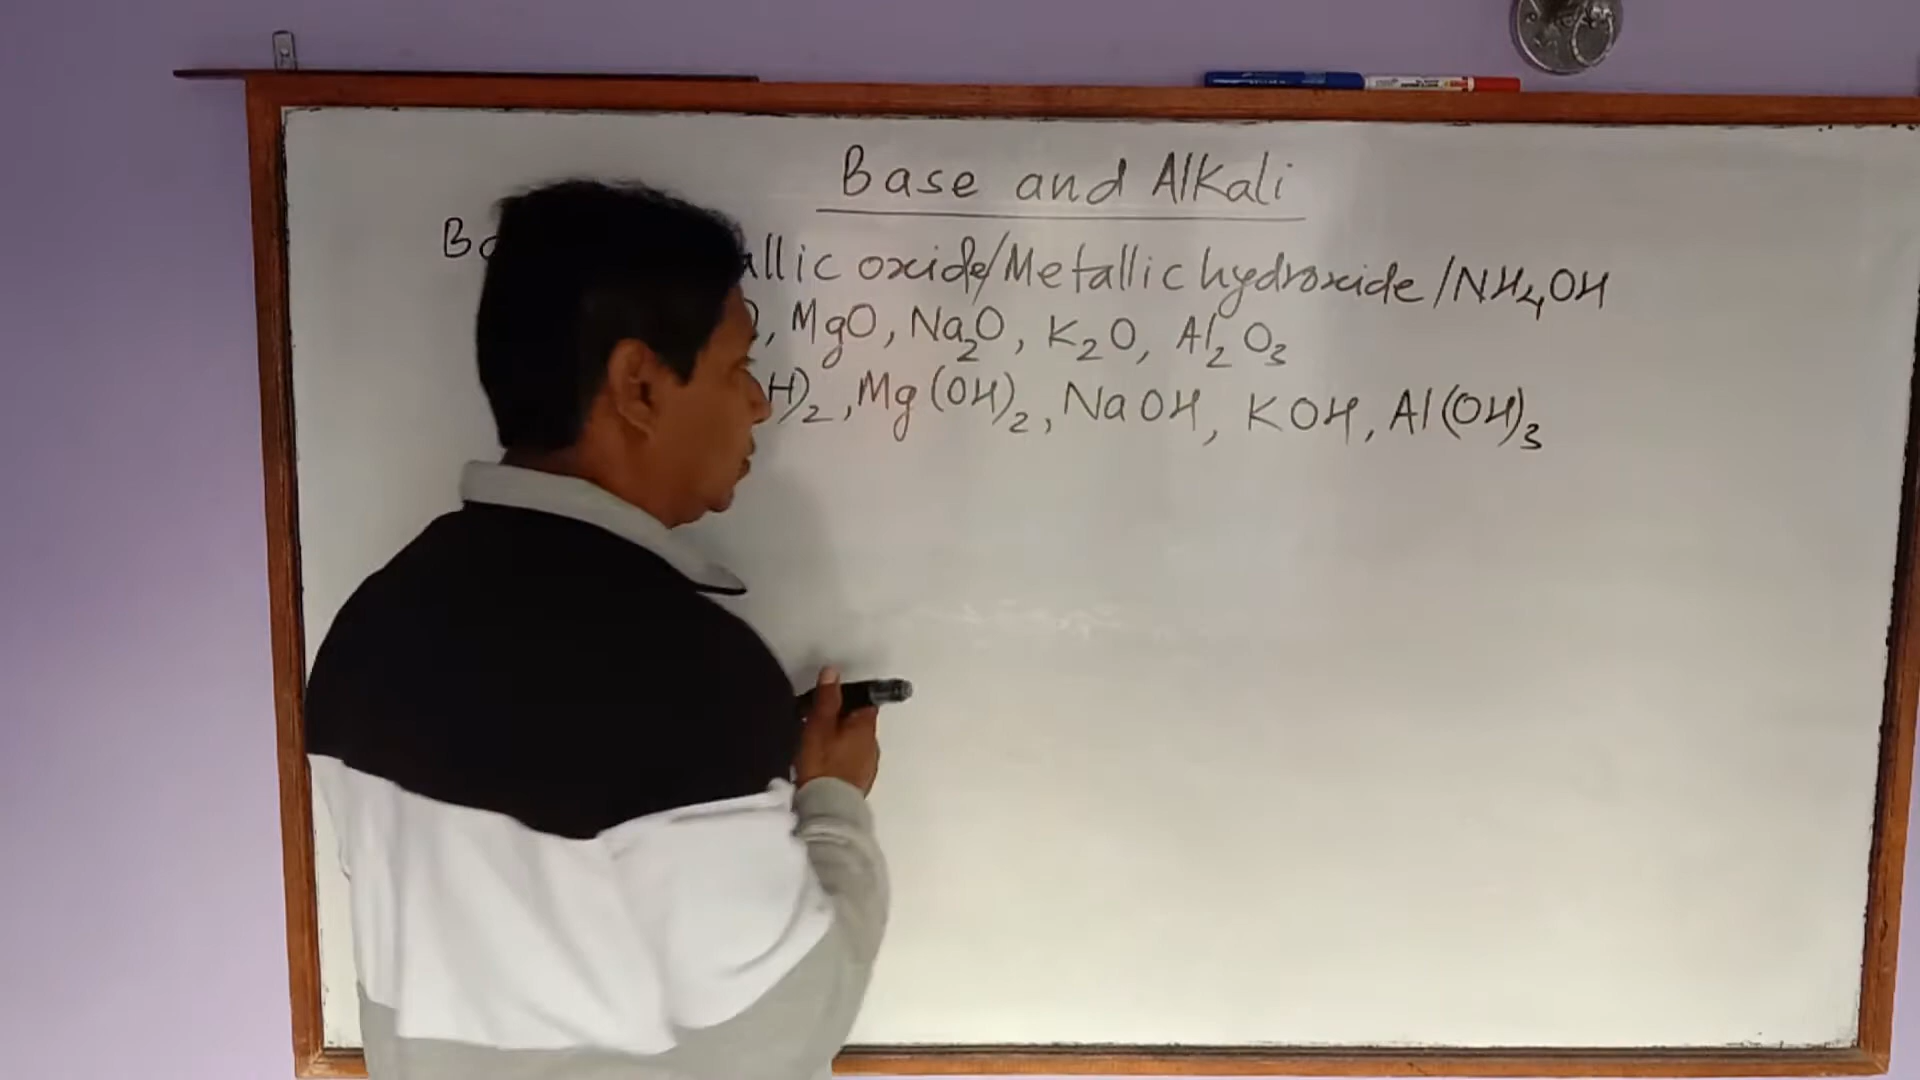 Base and Alkali
allic oxide/Metallic hydroxide/NH₄OH
, MgO, Na₂O, K₂O, Al₂O₃
H)₂, Mg(OH)₂, NaOH, KOH, Al(OH)₃